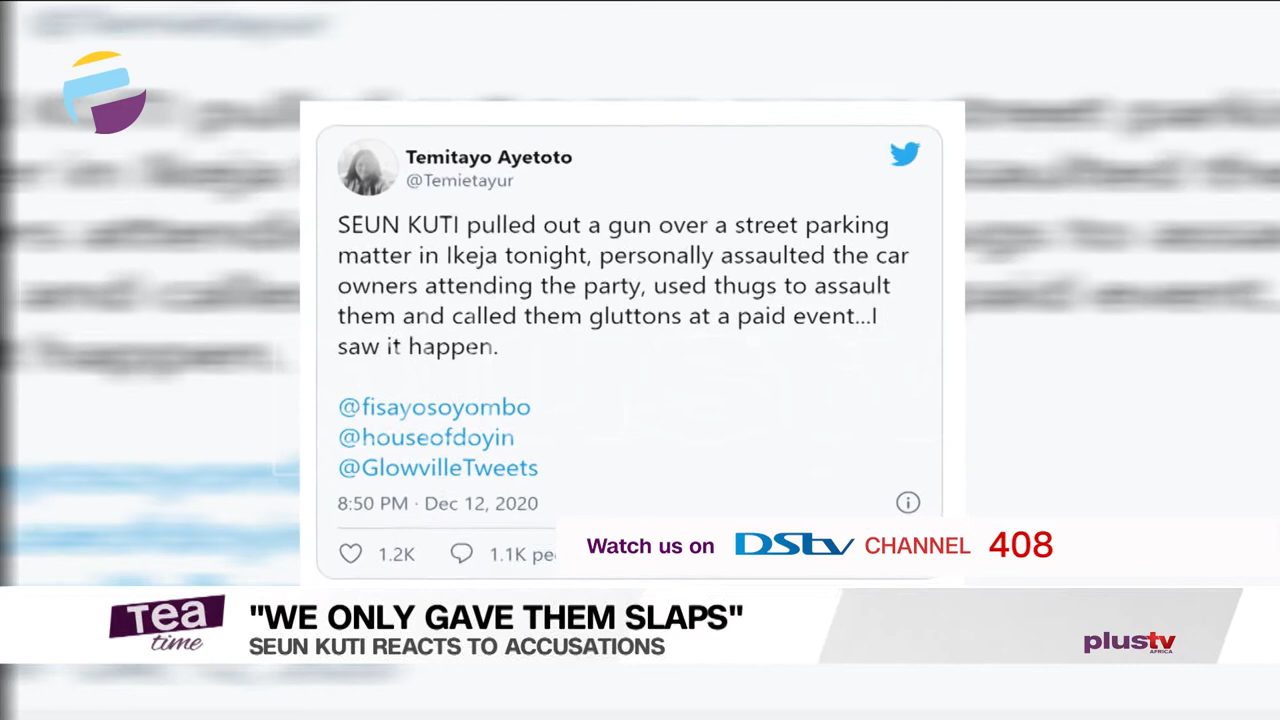 Temitayo Ayetoto
@Temietayur
SEUN KUTI pulled out a gun over a street parking
matter in Ikeja tonight, personally assaulted the car
owners attending the party, used thugs to assault
them and called them gluttons at a paid event...I
saw it happen.
@fisayosoyombo
@houseofdoyin
@GlowvilleTweets
8:50 PM · Dec 12, 2020
1.2K 1.1K pe
Watch us on DStv CHANNEL 408
Tea time
"WE ONLY GAVE THEM SLAPS"
SEUN KUTI REACTS TO ACCUSATIONS
plustv
AFRICA